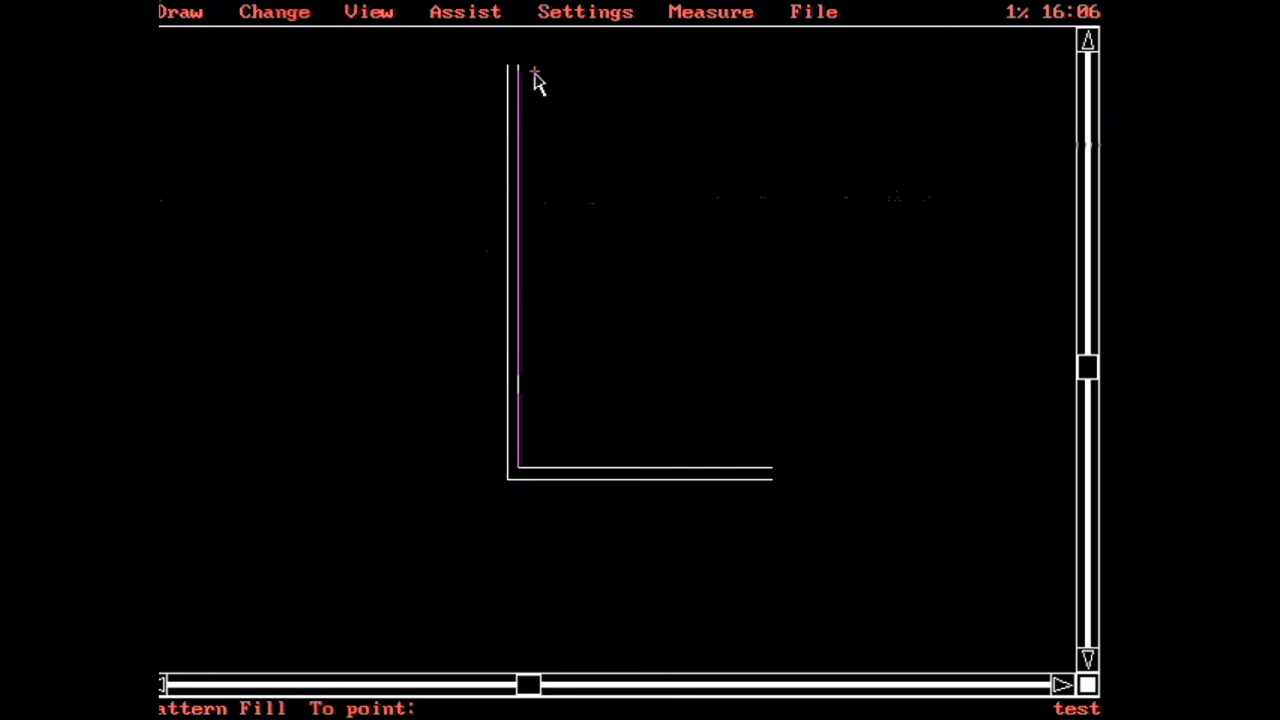 Draw Change View Assist Settings Measure File 1% 16:06
attern Fill To point: test